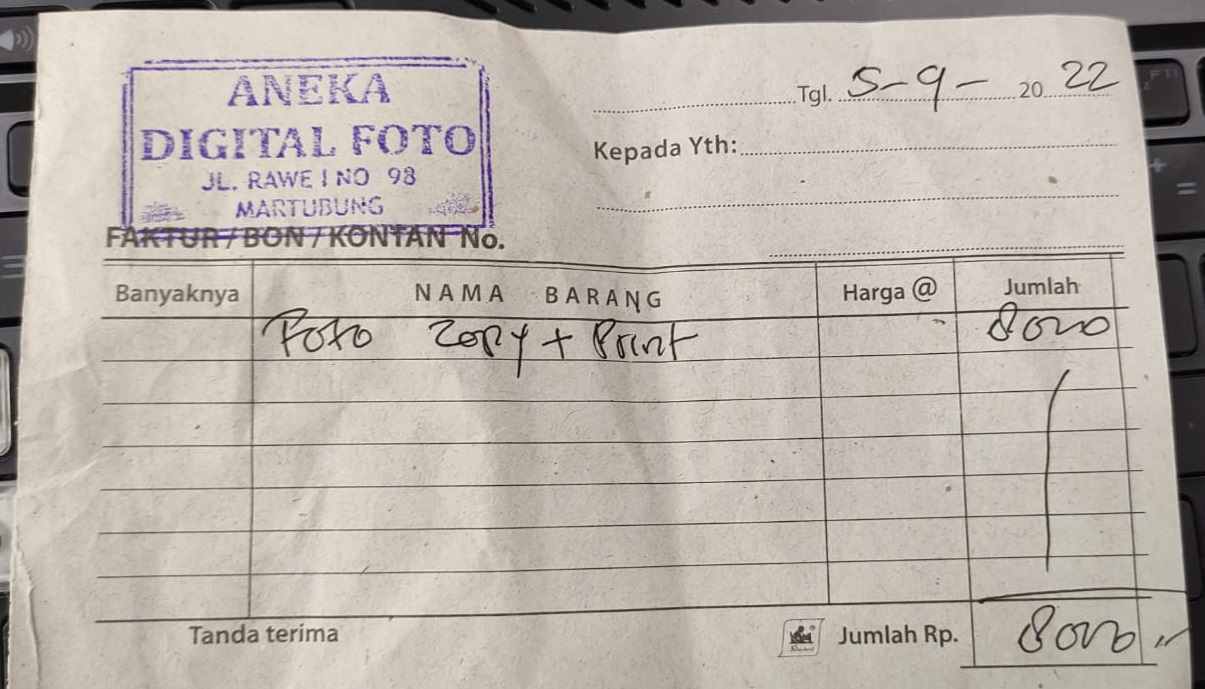 ANEKA
DIGITAL FOTO
JL. RAWE I NO 98
MARTUBUNG
Tgl. 5-9- 2022
Kepada Yth:
FAKTUR / BON / KONTAN No.
Banyaknya NAMA BARANG Harga @ Jumlah
Foto Copy + Print 8000
Tanda terima Jumlah Rp. 8000,-